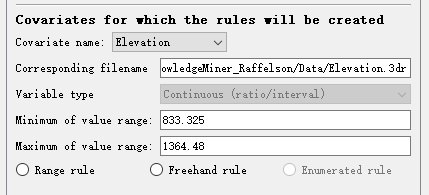 Covariates for which the rules will be created
Covariate name: Elevation
Corresponding filename owledgeMiner_Raffelson/Data/Elevation.3dr
Variable type Continuous (ratio/interval)
Minimum of value range: 833.325
Maximum of value range: 1364.48
Range rule Freehand rule Enumerated rule